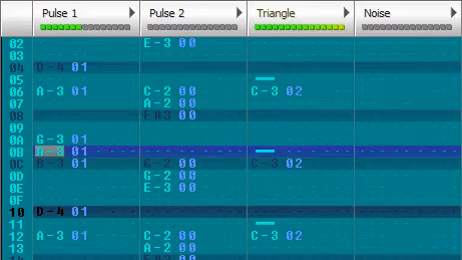 Pulse 1 Pulse 2 Triangle Noise
02 E-3 00
03
04 D-4 01
05
06 A-3 01 C-2 00 C-3 02
07 A-2 00
08 00
09
0A G-3 01
0B A-3 01
0C B-3 01 G-2 00 C-3 02
0D G-2 00
0E E-3 00
0F
10 D-4 01
11
12 A-3 01 C-2 00 C-3 02
13 A-2 00